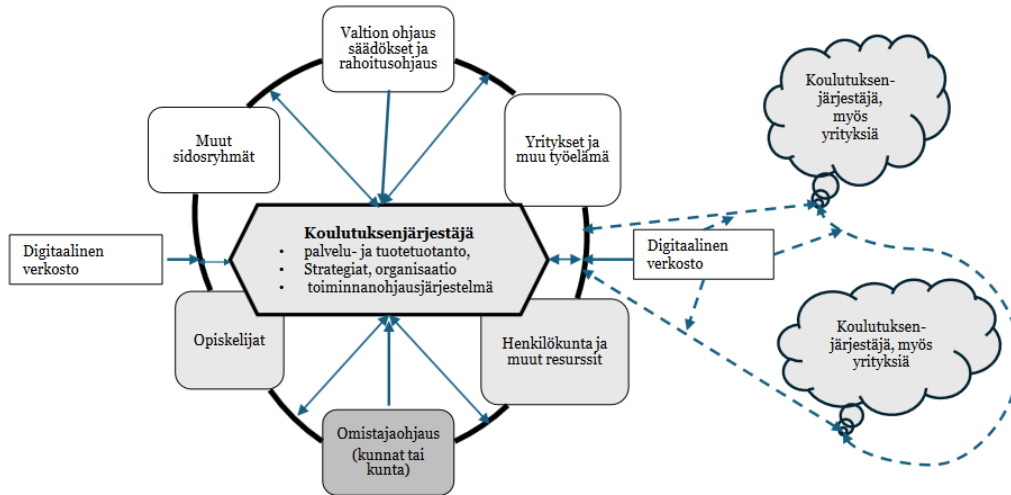 Valtion ohjaus
säädökset ja
rahoitusohjaus
Muut
sidosryhmät
Yritykset ja
muu työelämä
Koulutuksen-
järjestäjä,
myös
yrityksiä
Koulutuksenjärjestäjä
• palvelu- ja tuotetuotanto,
• Strategiat, organisaatio
• toiminnanohjausjärjestelmä
Digitaalinen
verkosto
Digitaalinen
verkosto
Opiskelijat
Henkilökunta ja
muut resurssit
Koulutuksen-
järjestäjä, myös
yrityksiä
Omistajaohjaus
(kunnat tai
kunta)